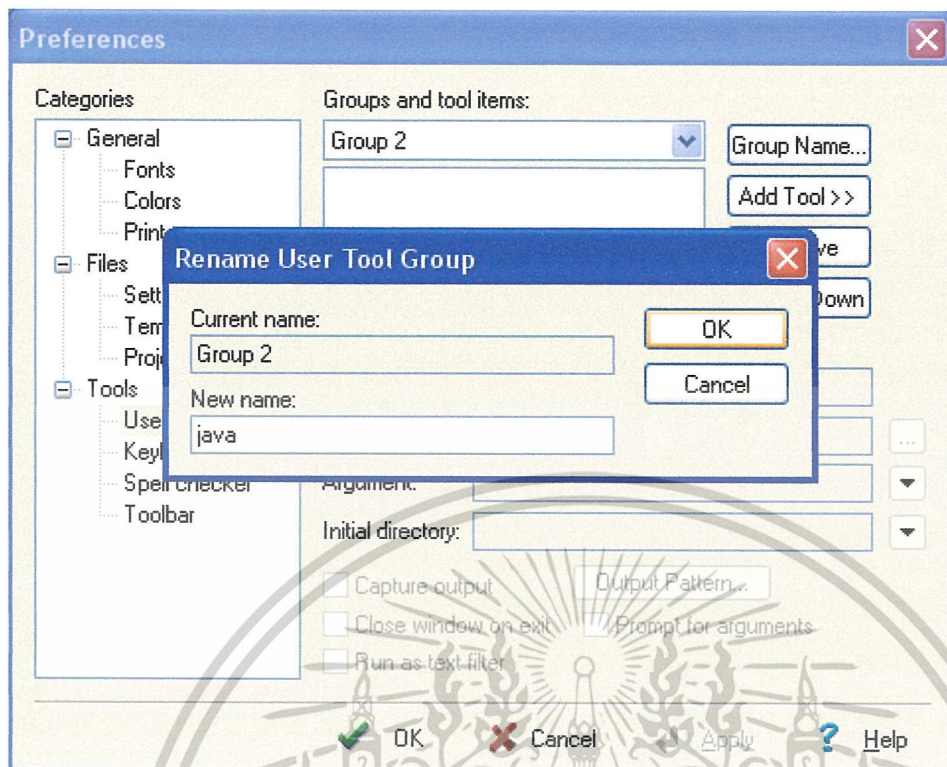 Preferences
Categories
General
Fonts
Colors
Files
Tools
Spell checker
Toolbar
Groups and tool items:
Group 2
Group Name...
Add Tool >>
Down
Rename User Tool Group
Current name:
Group 2
New name:
java
OK
Cancel
Argument:
Initial directory:
...
Capture output
Output Pattern...
Close window on exit
Prompt for arguments
Run as text filter
OK
Cancel
Apply
Help